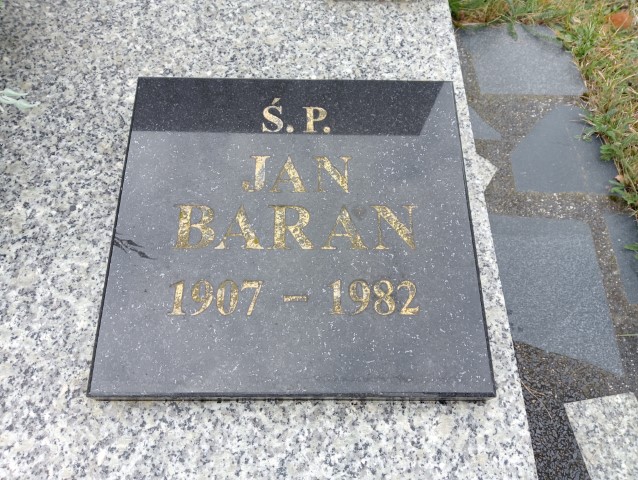 Ś.P.
JAN
BARAN
1907 – 1982